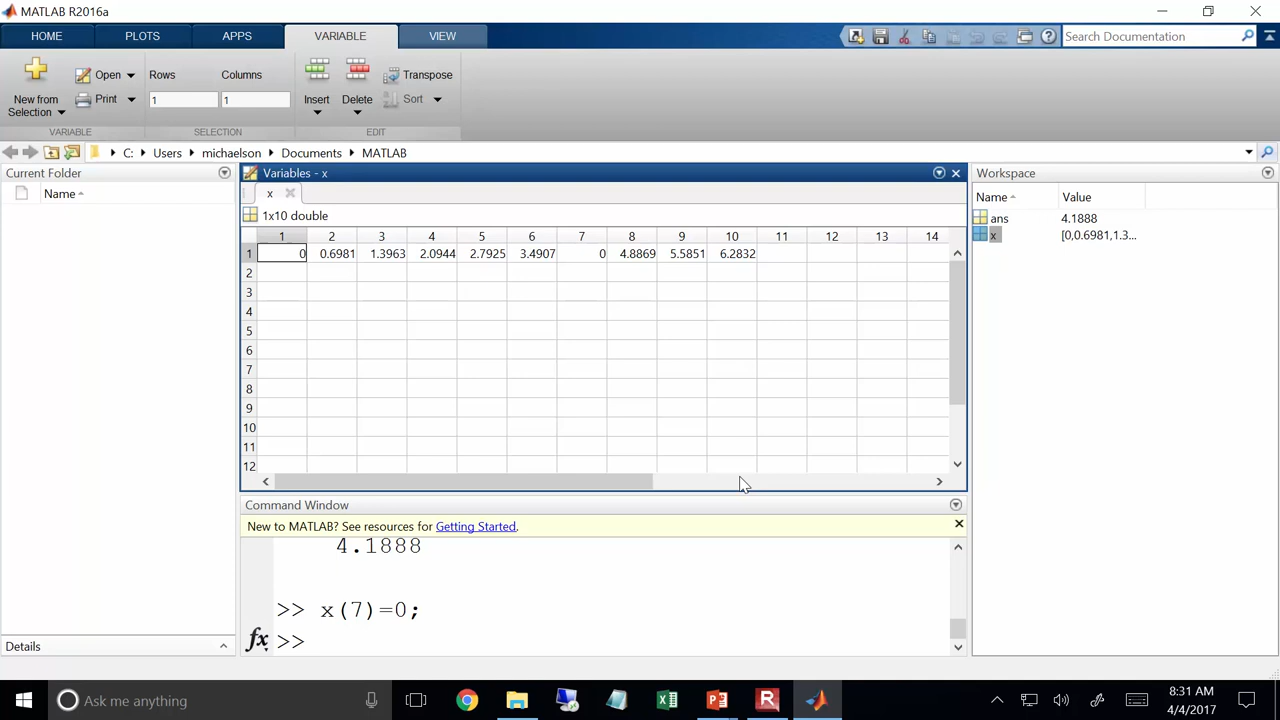 MATLAB R2016a
HOME PLOTS APPS VARIABLE VIEW Search Documentation
New from Selection Open Print Rows Columns 1 1 Insert Delete Transpose Sort
VARIABLE SELECTION EDIT
C: Users michaelson Documents MATLAB
Current Folder
Name
Variables - x
x
1x10 double
1 2 3 4 5 6 7 8 9 10 11 12 13 14
1 0 0.6981 1.3963 2.0944 2.7925 3.4907 0 4.8869 5.5851 6.2832
2
3
4
5
6
7
8
9
10
11
12
Workspace
Name Value
ans 4.1888
x [0,0.6981,1.3...
Command Window
New to MATLAB? See resources for Getting Started.
4.1888
>> x(7)=0;
fx >>
Details
Ask me anything
8:31 AM
4/4/2017